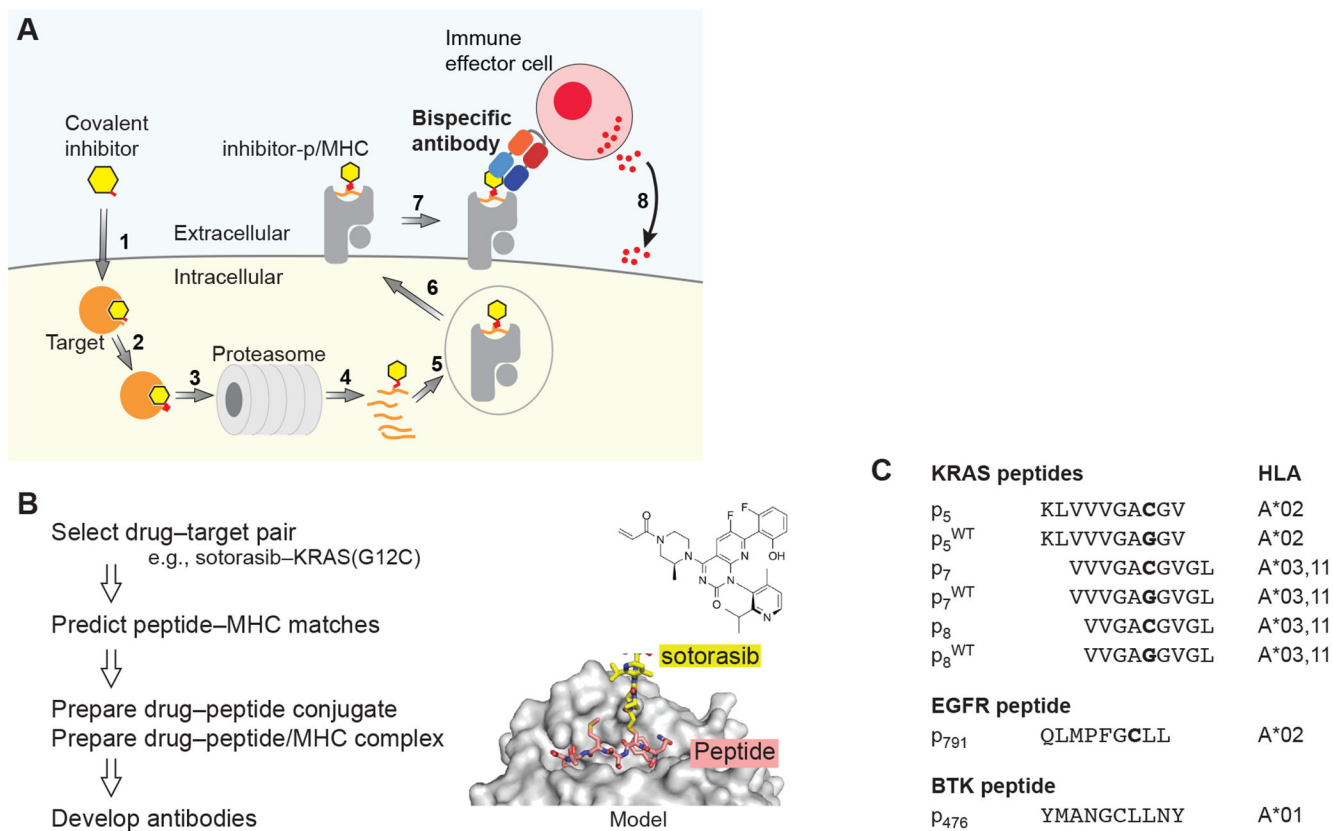 A
Immune
effector cell
Covalent
inhibitor
Bispecific
antibody
inhibitor-p/MHC
7
8
1
Extracellular
Intracellular
6
Target
2
Proteasome
3
4
5
B
Select drug–target pair
e.g., sotorasib–KRAS(G12C)
Predict peptide–MHC matches
Prepare drug–peptide conjugate
Prepare drug–peptide/MHC complex
Develop antibodies
O
N
F
F
N
N
OH
N
N
O
N
sotorasib
Peptide
Model
C
KRAS peptides HLA
p5 KLVVVGACGV A*02
p5WT KLVVVGAGGV A*02
p7 VVVGACGVGL A*03,11
p7WT VVVGAGGVGL A*03,11
p8 VVGACGVGL A*03,11
p8WT VVGAGGVGL A*03,11
EGFR peptide
p791 QLMPFGCLL A*02
BTK peptide
p476 YMANGCLLNY A*01